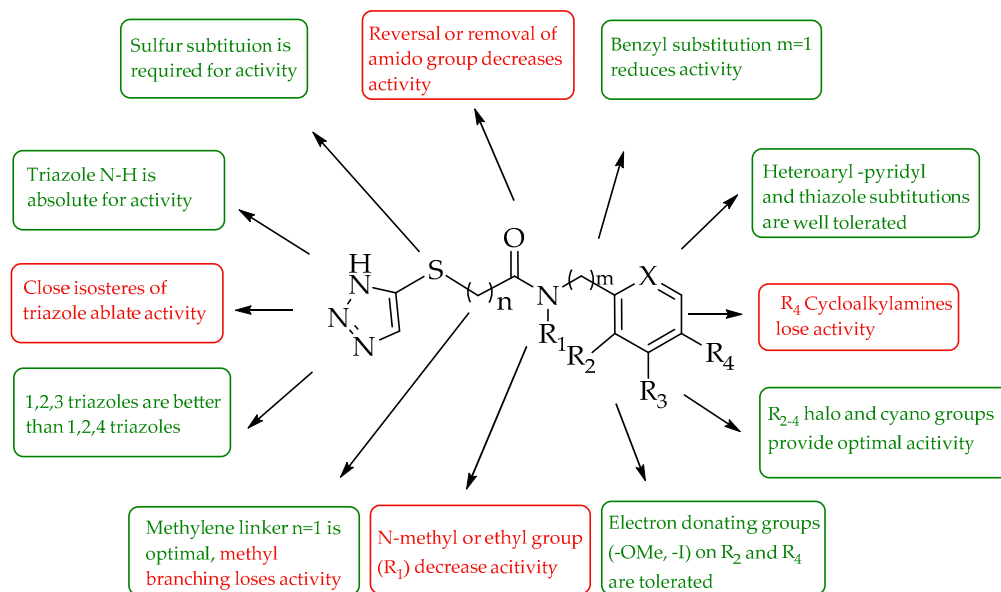 Sulfur subtituion is
required for activity
Reversal or removal of
amido group decreases
activity
Benzyl substitution m=1
reduces activity
Triazole N-H is
absolute for activity
Heteroaryl -pyridyl
and thiazole subtitutions
are well tolerated
Close isosteres of
triazole ablate activity
R4 Cycloalkylamines
lose activity
1,2,3 triazoles are better
than 1,2,4 triazoles
R2-4 halo and cyano groups
provide optimal acitivity
Methylene linker n=1 is
optimal, methyl
branching loses activity
N-methyl or ethyl group
(R1) decrease acitivity
Electron donating groups
(-OMe, -I) on R2 and R4
are tolerated
H
N
N
N
S
n
O
N
R1
m
X
R2
R3
R4